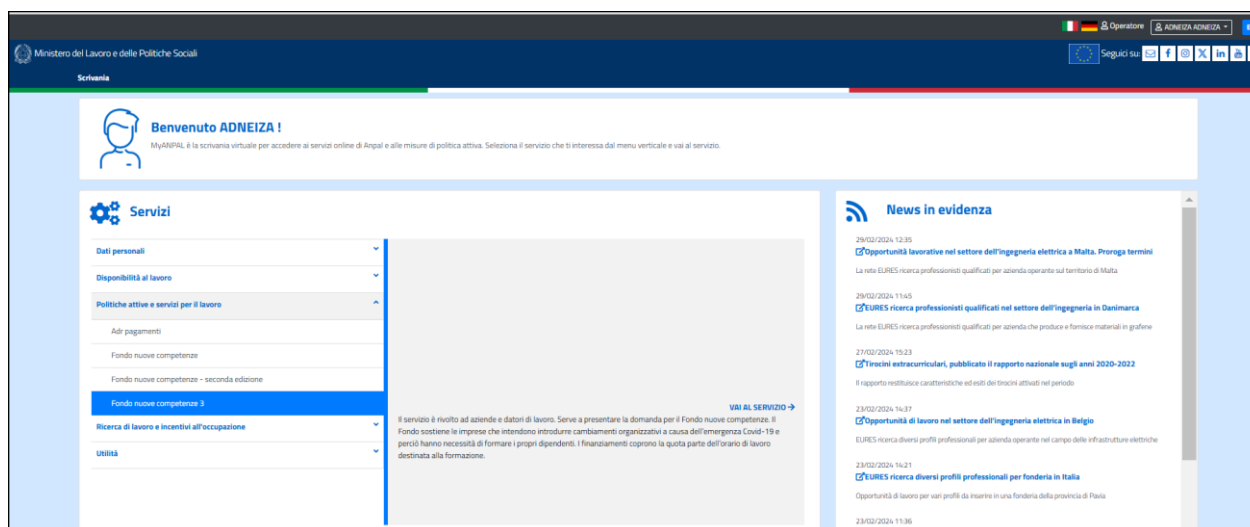 Operatore ADNEIZA ADNEIZA
Ministero del Lavoro e delle Politiche Sociali
Seguici su:
Scrivania
Benvenuto ADNEIZA !
MyANPAL è la scrivania virtuale per accedere ai servizi online di Anpal e alle misure di politica attiva. Seleziona il servizio che ti interessa dal menu verticale e vai al servizio.
Servizi
Dati personali
Disponibilità al lavoro
Politiche attive e servizi per il lavoro
Adr pagamenti
Fondo nuove competenze
Fondo nuove competenze - seconda edizione
Fondo nuove competenze 3
Ricerca di lavoro e incentivi all'occupazione
Utilità
VAI AL SERVIZIO →
Il servizio è rivolto ad aziende e datori di lavoro. Serve a presentare la domanda per il Fondo nuove competenze. Il
Fondo sostiene le imprese che intendono introdurre cambiamenti organizzativi a causa dell'emergenza Covid-19 e
perciò hanno necessità di formare i propri dipendenti. I finanziamenti coprono la quota parte dell'orario di lavoro
destinata alla formazione.
News in evidenza
29/02/2024 12:35
Opportunità lavorative nel settore dell'ingegneria elettrica a Malta. Proroga termini
La rete EURES ricerca professionisti qualificati per azienda operante sul territorio di Malta
29/02/2024 11:45
EURES ricerca professionisti qualificati nel settore dell'ingegneria in Danimarca
La rete EURES ricerca professionisti qualificati per azienda che produce e fornisce materiali in grafene
27/02/2024 15:23
Tirocini extracurriculari, pubblicato il rapporto nazionale sugli anni 2020-2022
Il rapporto restituisce caratteristiche ed esiti dei tirocini attivati nel periodo
23/02/2024 14:37
Opportunità di lavoro nel settore dell'ingegneria elettrica in Belgio
EURES ricerca diversi profili professionali per azienda operante nel campo delle infrastrutture elettriche
23/02/2024 14:21
EURES ricerca diversi profili professionali per fonderia in Italia
Opportunità di lavoro per vari profili da inserire in una fonderia della provincia di Pavia
23/02/2024 11:36